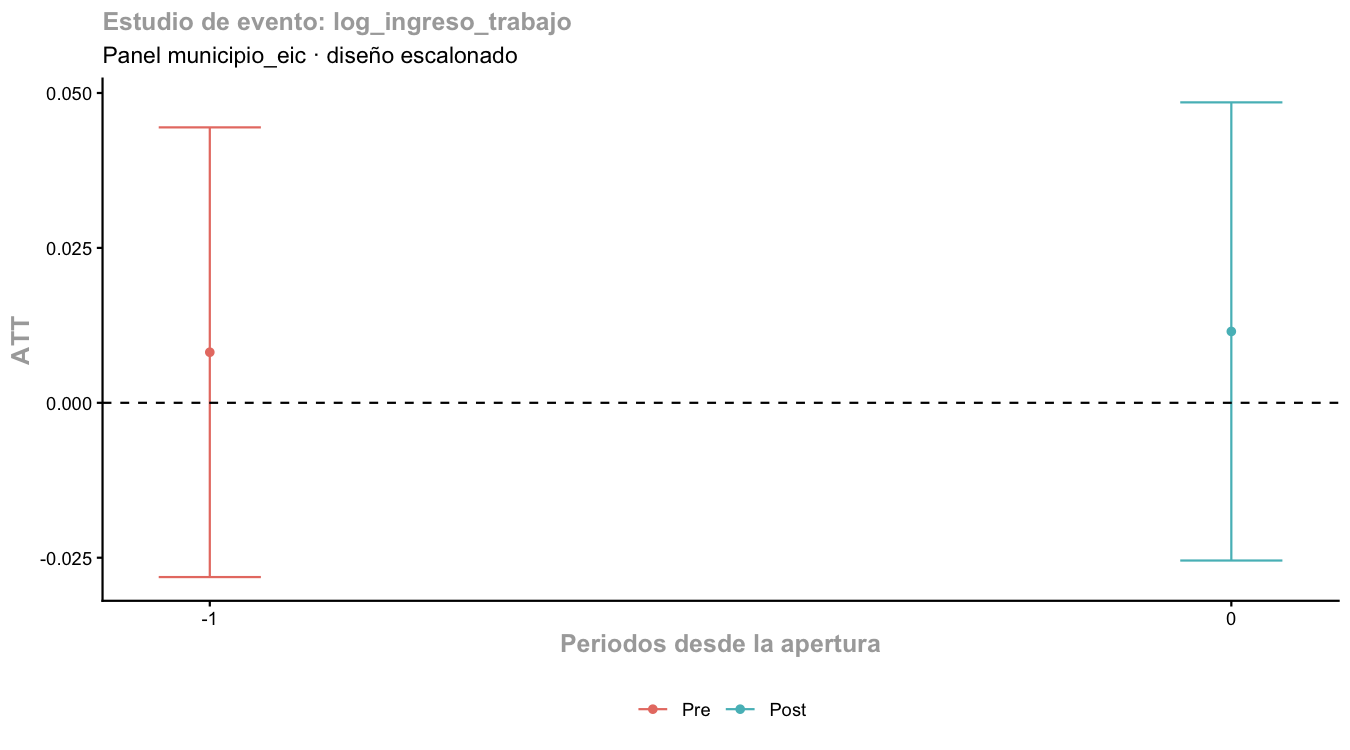 Estudio de evento: log_ingreso_trabajo
Panel municipio_eic · diseño escalonado
0.050
0.025
0.000
-0.025
ATT
-1
0
Periodos desde la apertura
Pre
Post